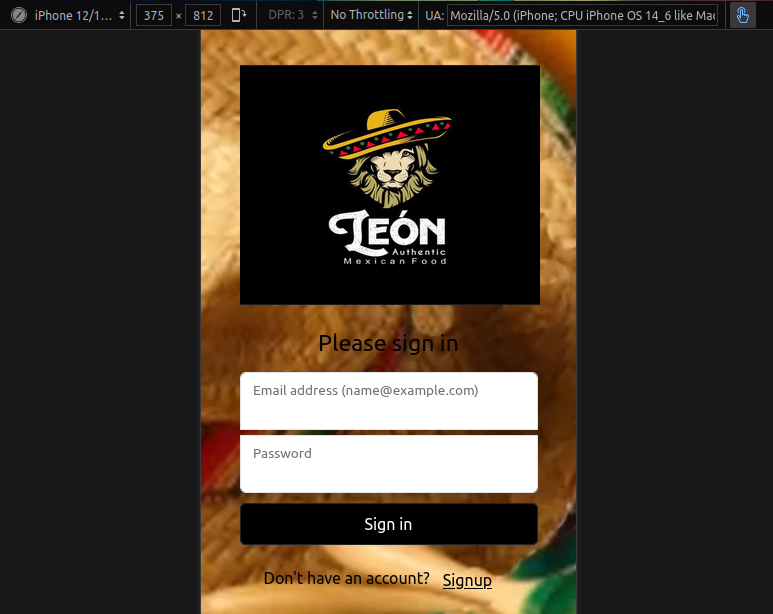 iPhone 12/1... 375 × 812 DPR: 3 No Throttling UA: Mozilla/5.0 (iPhone; CPU iPhone OS 14_6 like Mac
LEÓN
Authentic
Mexican Food
Please sign in
Email address (name@example.com)
Password
Sign in
Don't have an account? Signup